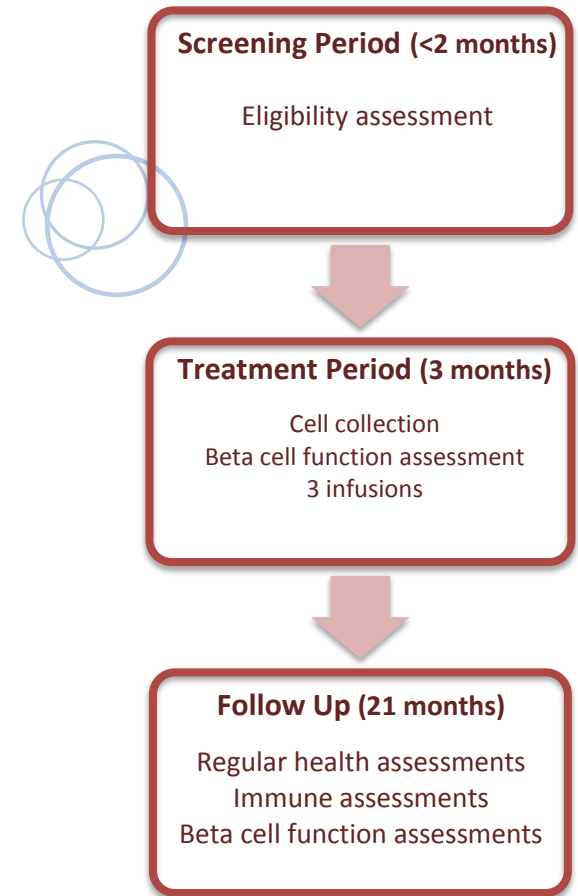 Screening Period (<2 months)
Eligibility assessment
Treatment Period (3 months)
Cell collection
Beta cell function assessment
3 infusions
Follow Up (21 months)
Regular health assessments
Immune assessments
Beta cell function assessments